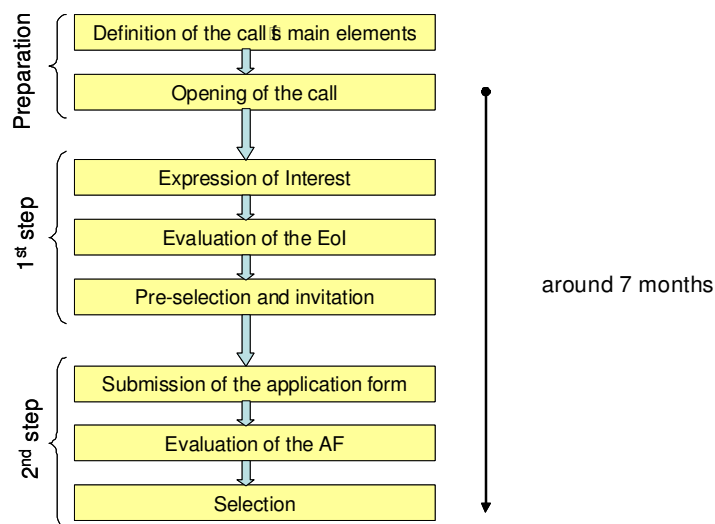 Preparation
Definition of the call main elements
Opening of the call
1st step
Expression of Interest
Evaluation of the EoI
Pre-selection and invitation
2nd step
Submission of the application form
Evaluation of the AF
Selection
around 7 months